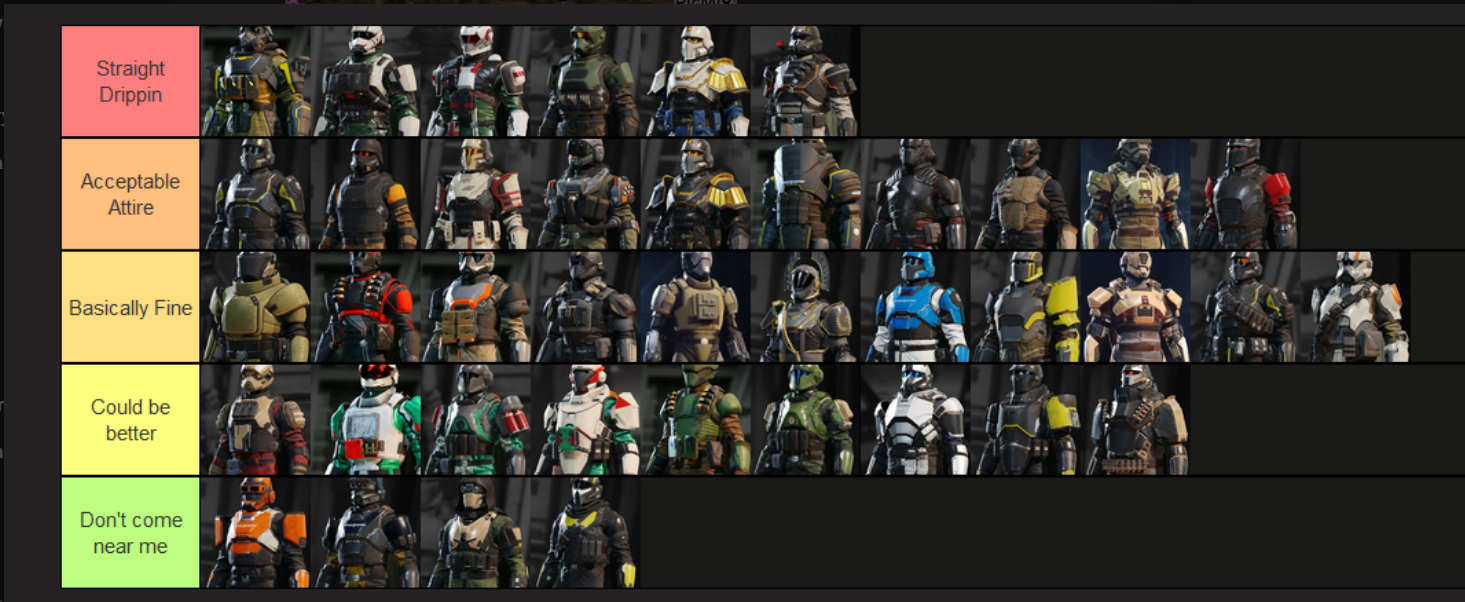 Straight
Drippin
Acceptable
Attire
Basically Fine
Could be
better
Don't come
near me